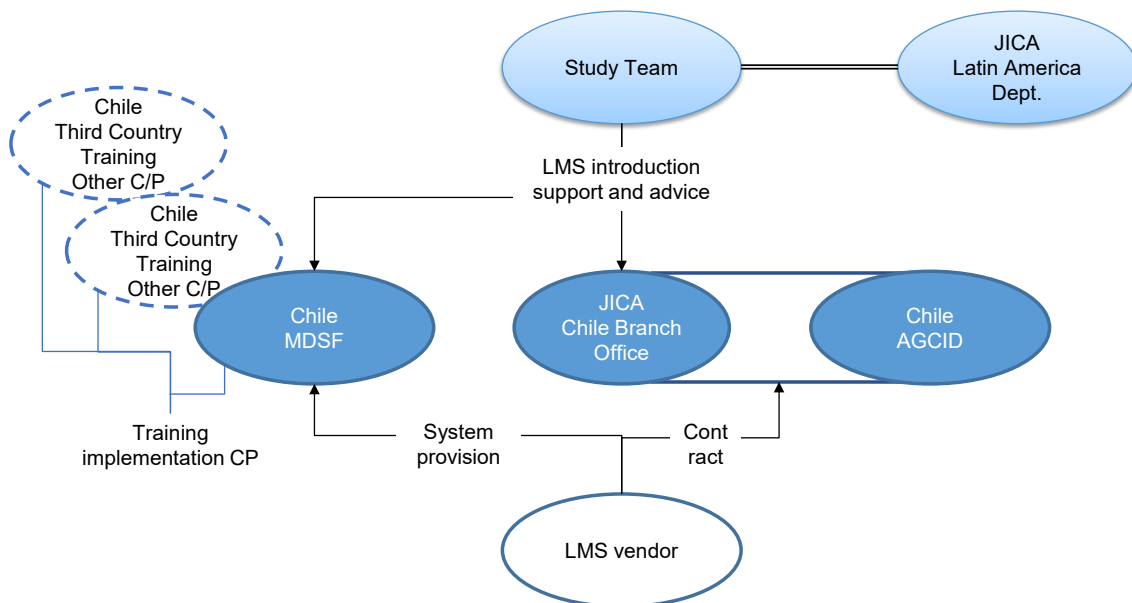 Study Team
JICA
Latin America
Dept.
Chile
Third Country
Training
Other C/P
LMS introduction
support and advice
Chile
Third Country
Training
Other C/P
Chile
MDSF
JICA
Chile Branch
Office
Chile
AGCID
Training
implementation CP
System
provision
Cont
ract
LMS vendor